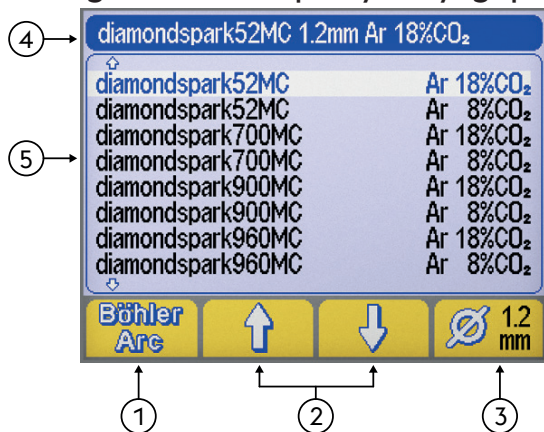 ④ diamondspark52MC 1.2mm Ar 18%CO₂
diamondspark52MC Ar 18%CO₂
diamondspark52MC Ar 8%CO₂
diamondspark700MC Ar 18%CO₂
⑤ diamondspark700MC Ar 8%CO₂
diamondspark900MC Ar 18%CO₂
diamondspark900MC Ar 8%CO₂
diamondspark960MC Ar 18%CO₂
diamondspark960MC Ar 8%CO₂
Böhler Ø 1.2
Arc mm
① ② ③